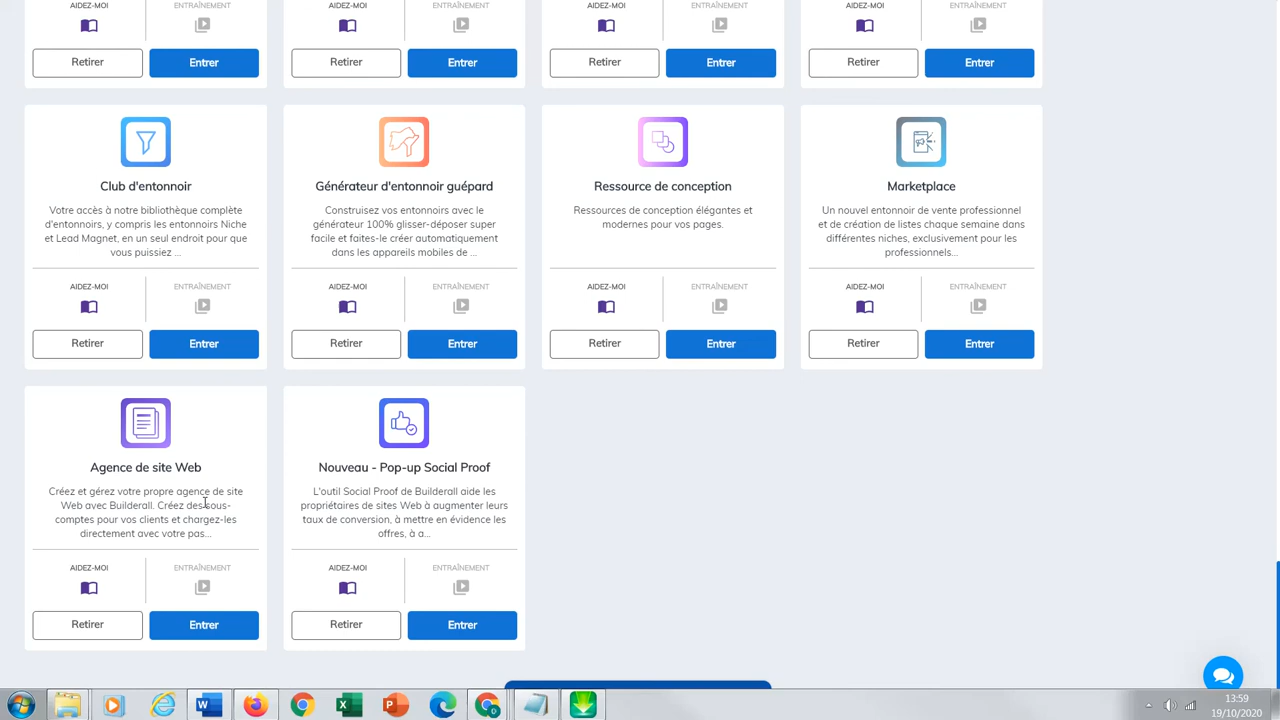 AIDEZ-MOI ENTRAÎNEMENT AIDEZ-MOI ENTRAÎNEMENT AIDEZ-MOI ENTRAÎNEMENT AIDEZ-MOI ENTRAÎNEMENT
Retirer Entrer Retirer Entrer Retirer Entrer Retirer Entrer
Club d'entonnoir
Votre accès à notre bibliothèque complète
d'entonnoirs, y compris les entonnoirs Niche
et Lead Magnet, en un seul endroit pour que
vous puissiez ...
AIDEZ-MOI ENTRAÎNEMENT
Retirer Entrer
Générateur d'entonnoir guépard
Construisez vos entonnoirs avec le
générateur 100% glisser-déposer super
facile et faites-le créer automatiquement
dans les appareils mobiles de ...
AIDEZ-MOI ENTRAÎNEMENT
Retirer Entrer
Ressource de conception
Ressources de conception élégantes et
modernes pour vos pages.
AIDEZ-MOI ENTRAÎNEMENT
Retirer Entrer
Marketplace
Un nouvel entonnoir de vente professionnel
et de création de listes chaque semaine dans
différentes niches, exclusivement pour les
professionnels...
AIDEZ-MOI ENTRAÎNEMENT
Retirer Entrer
Agence de site Web
Créez et gérez votre propre agence de site
Web avec Builderall. Créez des sous-
comptes pour vos clients et chargez-les
directement avec votre pas...
AIDEZ-MOI ENTRAÎNEMENT
Retirer Entrer
Nouveau - Pop-up Social Proof
L'outil Social Proof de Builderall aide les
propriétaires de sites Web à augmenter leurs
taux de conversion, à mettre en évidence les
offres, à a...
AIDEZ-MOI ENTRAÎNEMENT
Retirer Entrer
13:59
19/10/2020